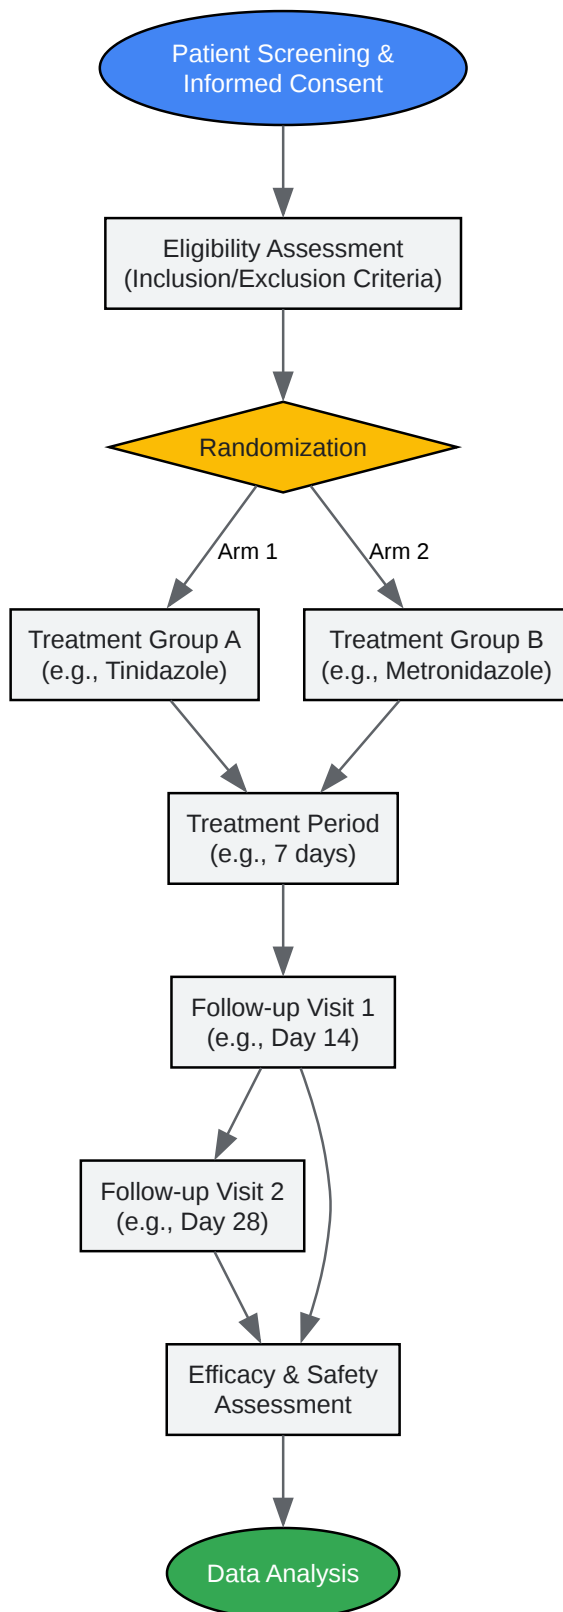 Patient Screening &
Informed Consent
Eligibility Assessment
(Inclusion/Exclusion Criteria)
Randomization
Arm 1
Arm 2
Treatment Group A
(e.g., Tinidazole)
Treatment Group B
(e.g., Metronidazole)
Treatment Period
(e.g., 7 days)
Follow-up Visit 1
(e.g., Day 14)
Follow-up Visit 2
(e.g., Day 28)
Efficacy & Safety
Assessment
Data Analysis